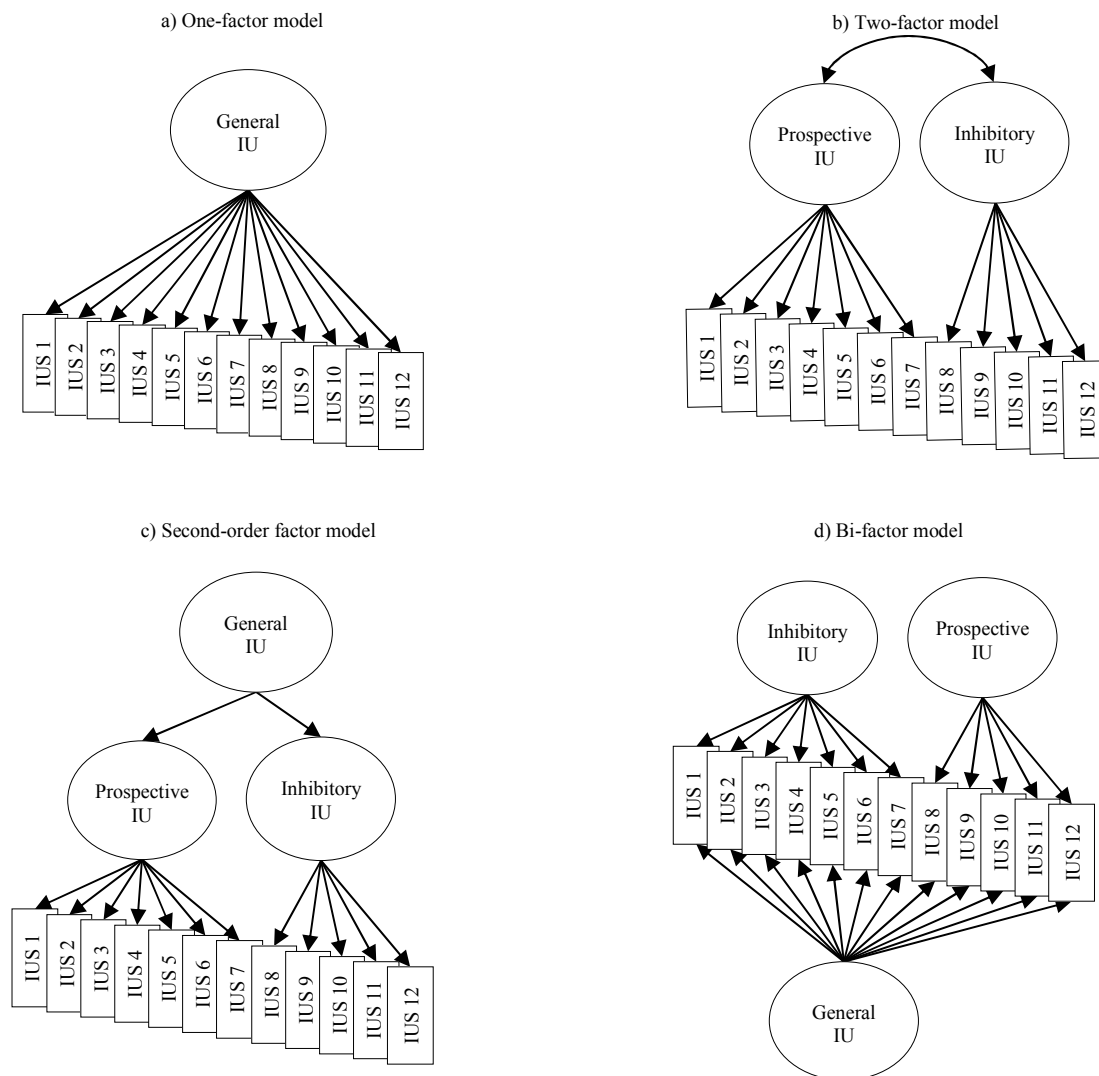 a) One-factor model
General
IU
IUS 1
IUS 2
IUS 3
IUS 4
IUS 5
IUS 6
IUS 7
IUS 8
IUS 9
IUS 10
IUS 11
IUS 12
b) Two-factor model
Prospective
IU
Inhibitory
IU
IUS 1
IUS 2
IUS 3
IUS 4
IUS 5
IUS 6
IUS 7
IUS 8
IUS 9
IUS 10
IUS 11
IUS 12
c) Second-order factor model
General
IU
Prospective
IU
Inhibitory
IU
IUS 1
IUS 2
IUS 3
IUS 4
IUS 5
IUS 6
IUS 7
IUS 8
IUS 9
IUS 10
IUS 11
IUS 12
d) Bi-factor model
Inhibitory
IU
Prospective
IU
IUS 1
IUS 2
IUS 3
IUS 4
IUS 5
IUS 6
IUS 7
IUS 8
IUS 9
IUS 10
IUS 11
IUS 12
General
IU